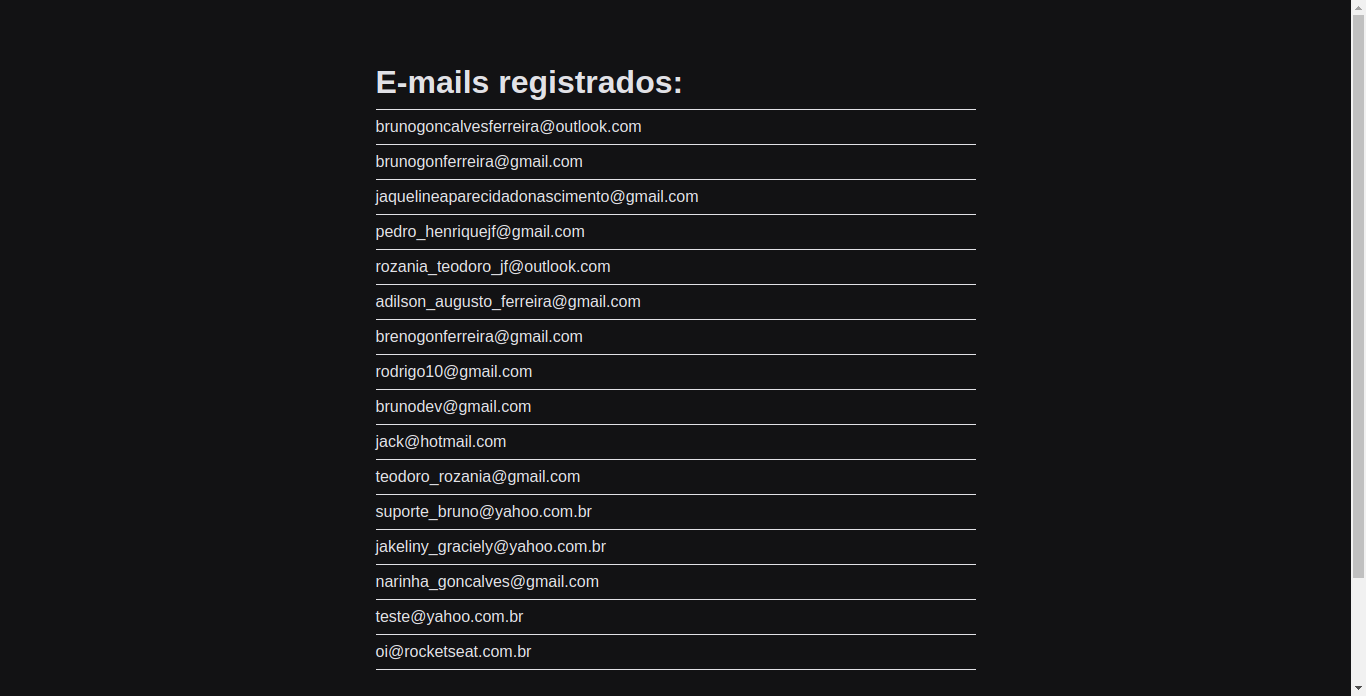 E-mails registrados:
brunogoncalvesferreira@outlook.com
brunogonferreira@gmail.com
jaquelineaparecidadonascimento@gmail.com
pedro_henriquejf@gmail.com
rozania_teodoro_jf@outlook.com
adilson_augusto_ferreira@gmail.com
brenogonferreira@gmail.com
rodrigo10@gmail.com
brunodev@gmail.com
jack@hotmail.com
teodoro_rozania@gmail.com
suporte_bruno@yahoo.com.br
jakeliny_graciely@yahoo.com.br
narinha_goncalves@gmail.com
teste@yahoo.com.br
oi@rocketseat.com.br